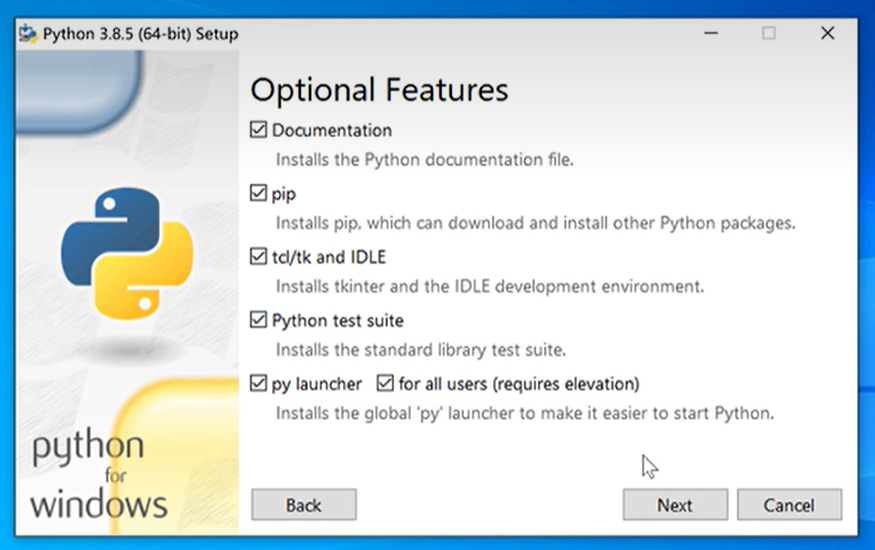 Python 3.8.5 (64-bit) Setup
Optional Features
Documentation
Installs the Python documentation file.
pip
Installs pip, which can download and install other Python packages.
tcl/tk and IDLE
Installs tkinter and the IDLE development environment.
Python test suite
Installs the standard library test suite.
py launcher for all users (requires elevation)
Installs the global 'py' launcher to make it easier to start Python.
python
for
windows
Back Next Cancel